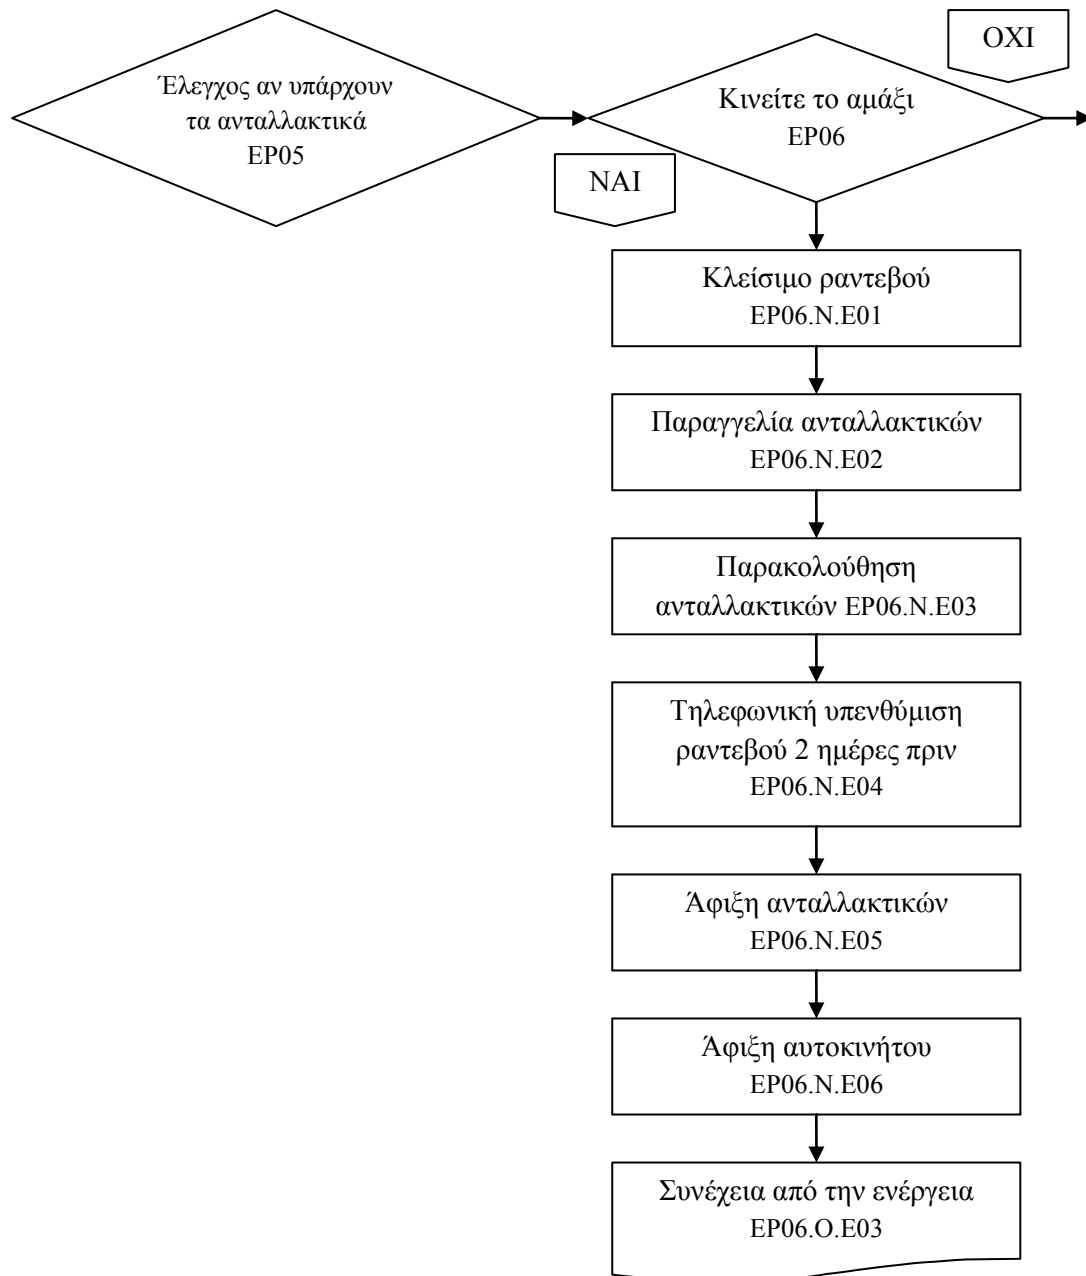 Έλεγχος αν υπάρχουν
τα ανταλλακτικά
ΕΡ05
Κινείτε το αμάξι
ΕΡ06
ΟΧΙ
ΝΑΙ
Κλείσιμο ραντεβού
ΕΡ06.Ν.Ε01
Παραγγελία ανταλλακτικών
ΕΡ06.Ν.Ε02
Παρακολούθηση
ανταλλακτικών ΕΡ06.Ν.Ε03
Τηλεφωνική υπενθύμιση
ραντεβού 2 ημέρες πριν
ΕΡ06.Ν.Ε04
Άφιξη ανταλλακτικών
ΕΡ06.Ν.Ε05
Άφιξη αυτοκινήτου
ΕΡ06.Ν.Ε06
Συνέχεια από την ενέργεια
ΕΡ06.Ο.Ε03